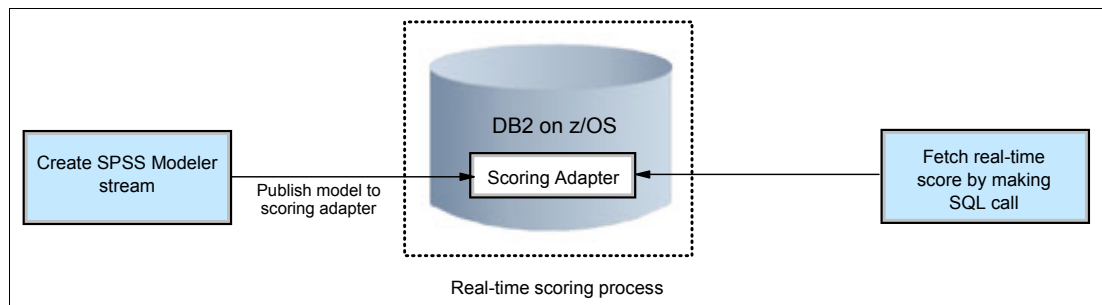 Create SPSS Modeler
stream
Publish model to
scoring adapter
DB2 on z/OS
Scoring Adapter
Fetch real-time
score by making
SQL call
Real-time scoring process